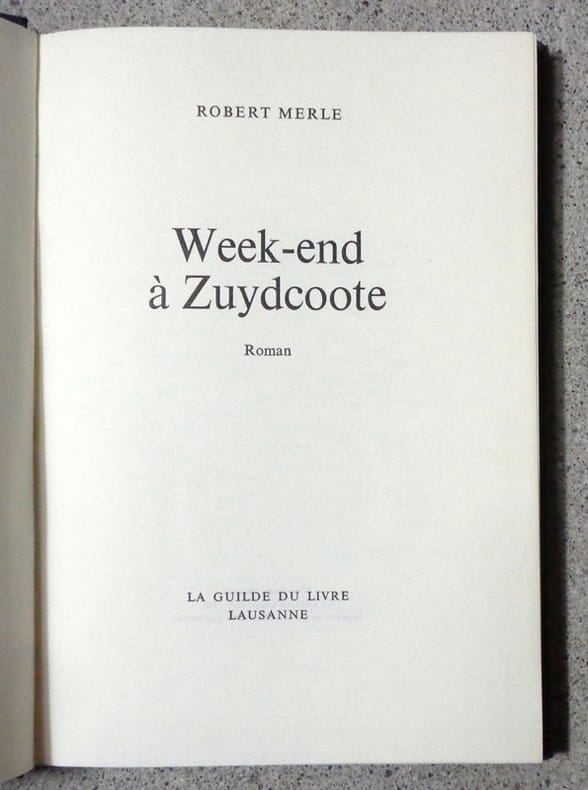 ROBERT MERLE
Week-end
à Zuydcoote
Roman
LA GUILDE DU LIVRE
LAUSANNE